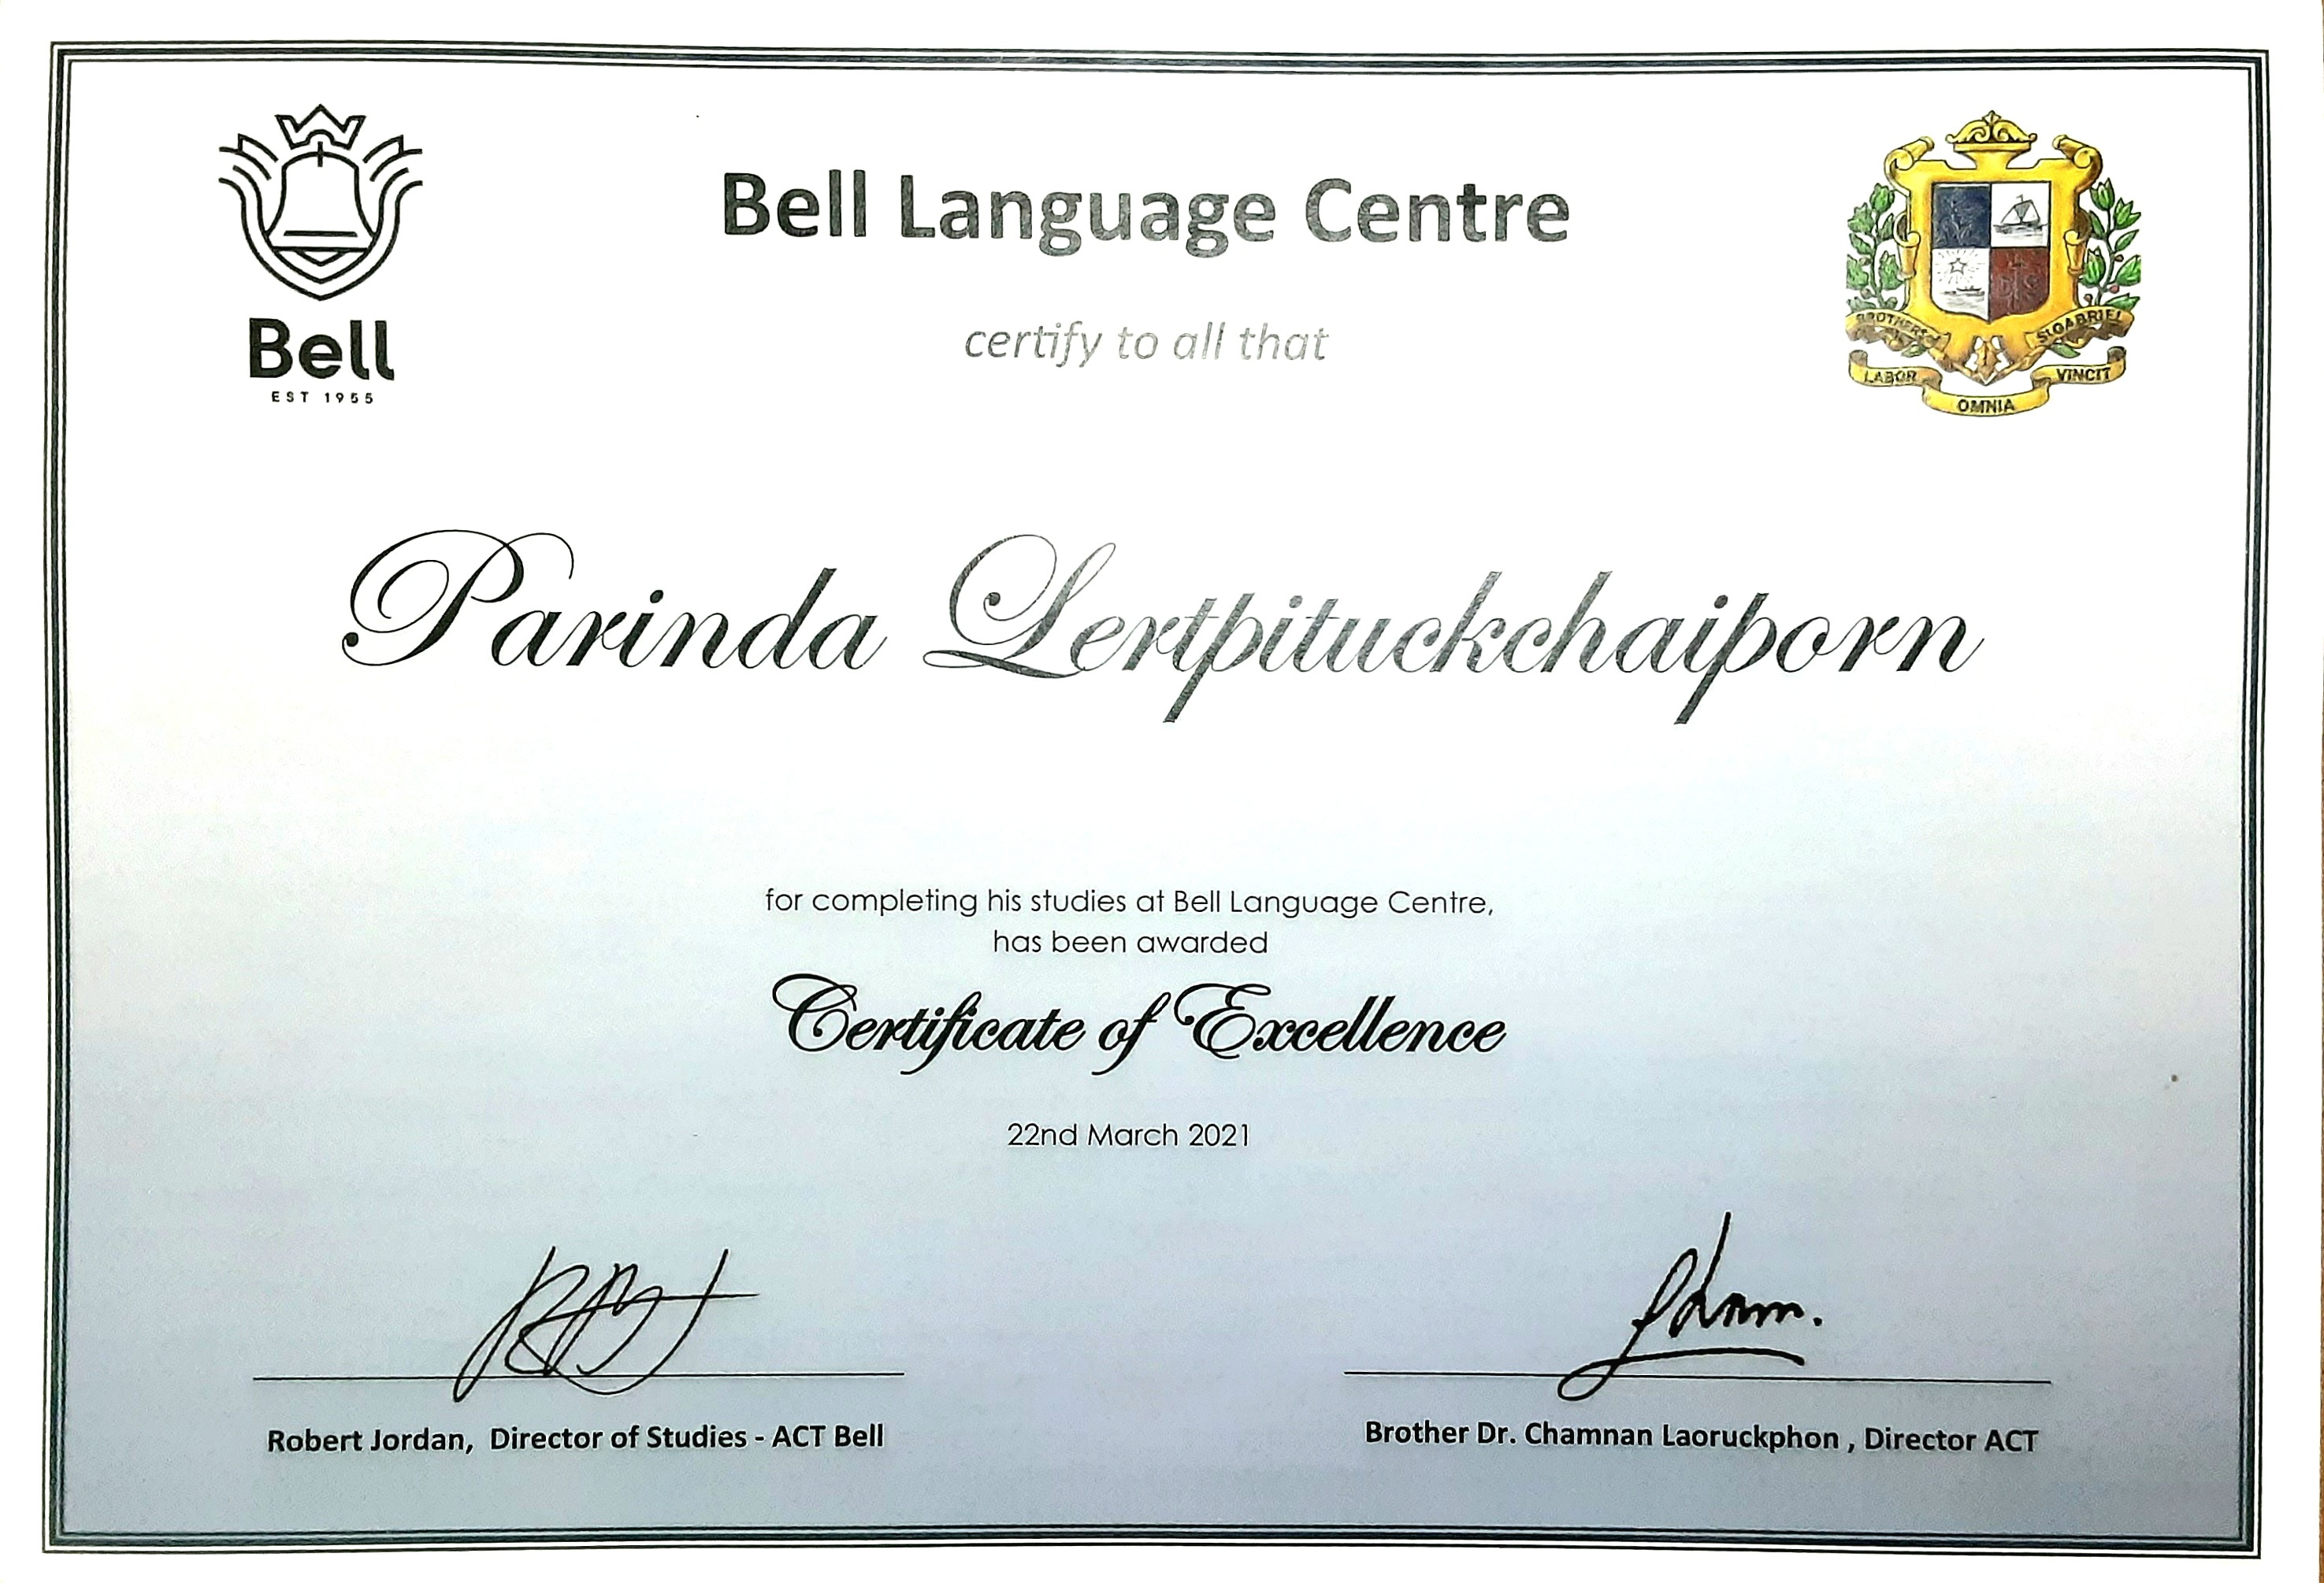 Bell Language Centre
certify to all that
Bell
EST 1955
BROTHERS
ST.GABRIEL
LABOR
VINCIT
OMNIA
Parinda Lertpituckchaiporn
for completing his studies at Bell Language Centre,
has been awarded
Certificate of Excellence
22nd March 2021
Robert Jordan, Director of Studies - ACT Bell
Brother Dr. Chamnan Laoruckphon , Director ACT